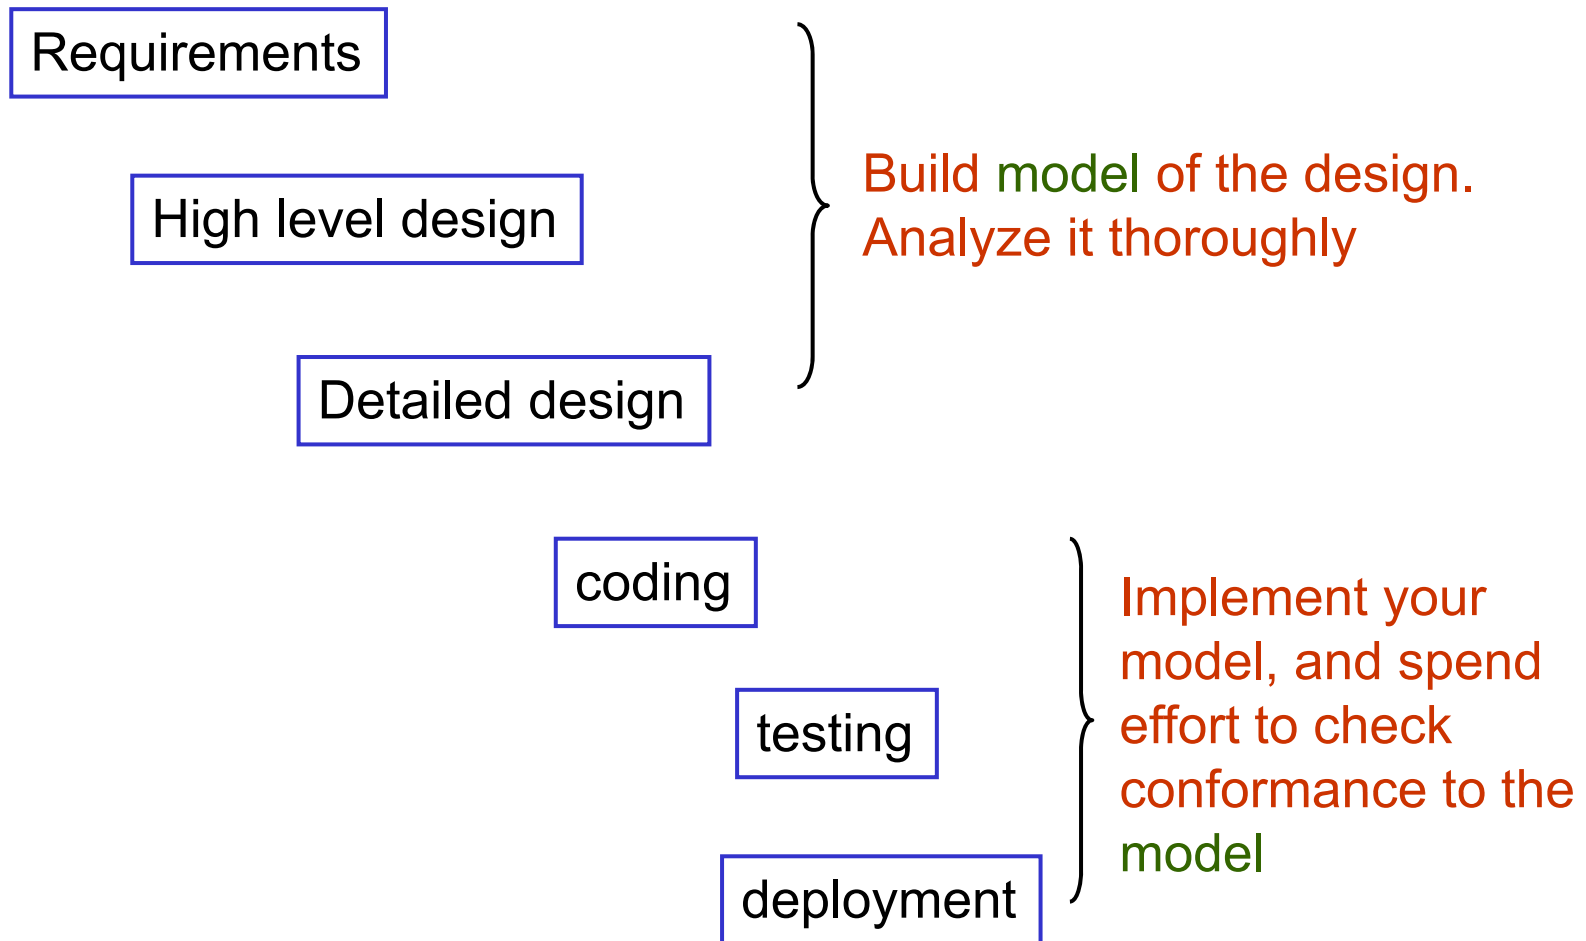 Requirements
High level design
Build model of the design.
Analyze it thoroughly
Detailed design
coding
testing
deployment
Implement your
model, and spend
effort to check
conformance to the
model